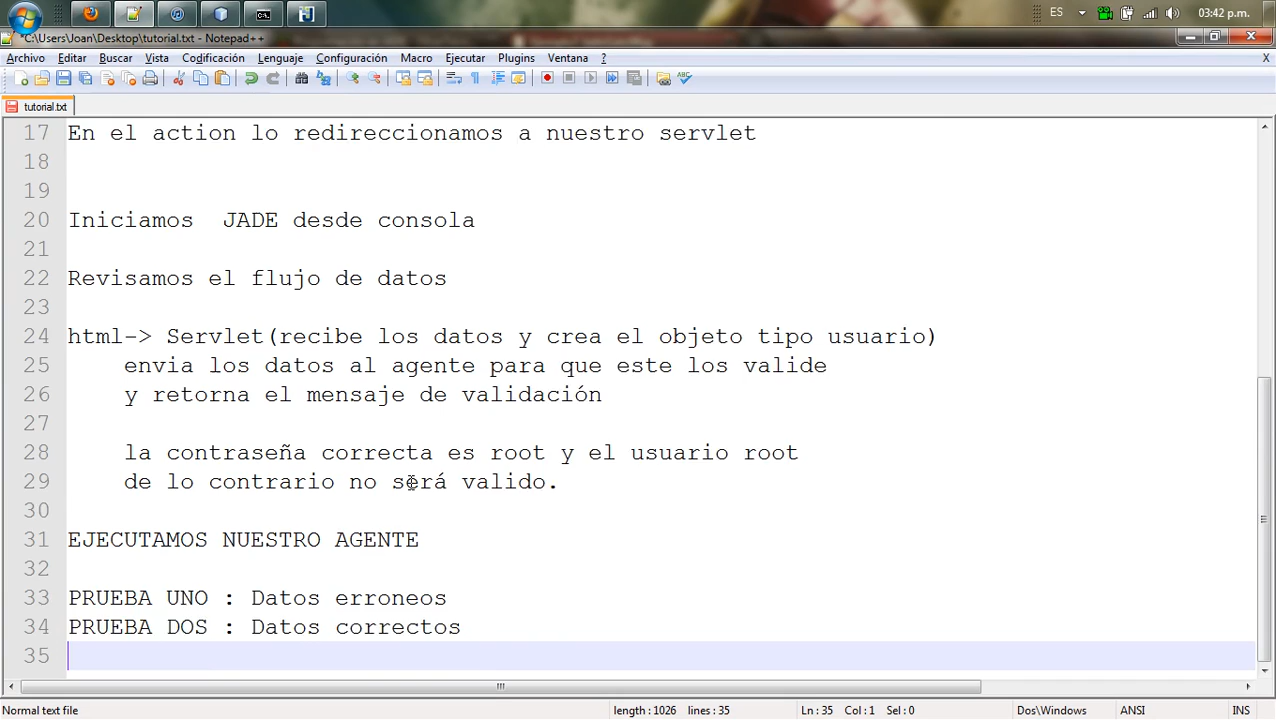 ES
03:42 p.m.
*C:\Users\Joan\Desktop\tutorial.txt - Notepad++
Archivo Editar Buscar Vista Codificación Lenguaje Configuración Macro Ejecutar Plugins Ventana ? X
tutorial.txt
17 En el action lo redireccionamos a nuestro servlet
18
19
20 Iniciamos  JADE desde consola
21
22 Revisamos el flujo de datos
23
24 html-> Servlet(recibe los datos y crea el objeto tipo usuario)
25 envia los datos al agente para que este los valide
26 y retorna el mensaje de validación
27
28 la contraseña correcta es root y el usuario root
29 de lo contrario no será valido.
30
31 EJECUTAMOS NUESTRO AGENTE
32
33 PRUEBA UNO : Datos erroneos
34 PRUEBA DOS : Datos correctos
35
Normal text file length : 1026 lines : 35 Ln : 35 Col : 1 Sel : 0 Dos\Windows ANSI INS